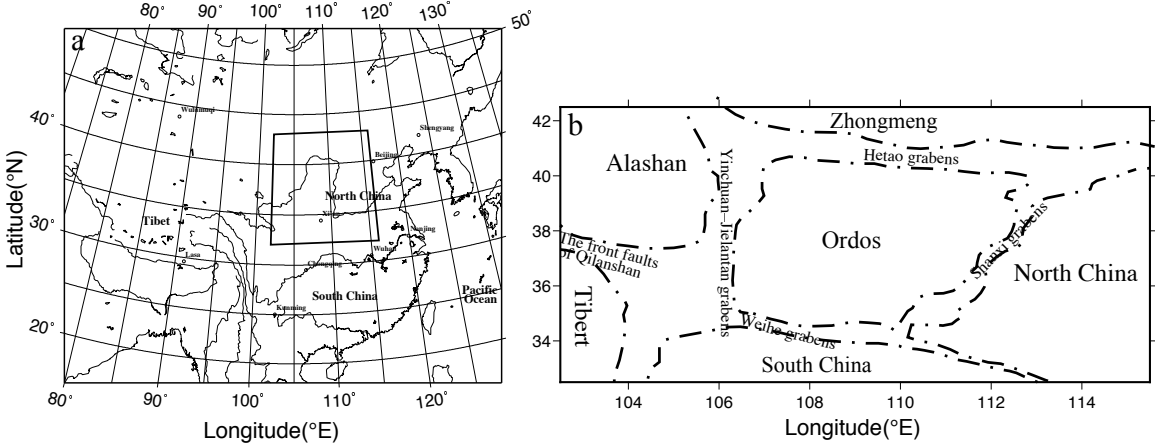 80° 90° 100° 110° 120° 130°
50°
a
Wulumuqi
40°
Shengyang
Beijing
North China
Xi'an
30°
Tibet
Nanjing
Wuhan
Lasa
Chongqing
South China
Pacific
Ocean
Kunming
20°
80° 90° 100° 110° 120°
Latitude(°N)
Longitude(°E)
b
42
40
38
36
34
Zhongmeng
Alashan
Hetao grabens
Yinchuan–Jielantan grabens
Ordos
Shanxi grabens
The front faults
of Qilanshan
North China
Tibert
Weihe grabens
South China
104 106 108 110 112 114
Longitude(°E)